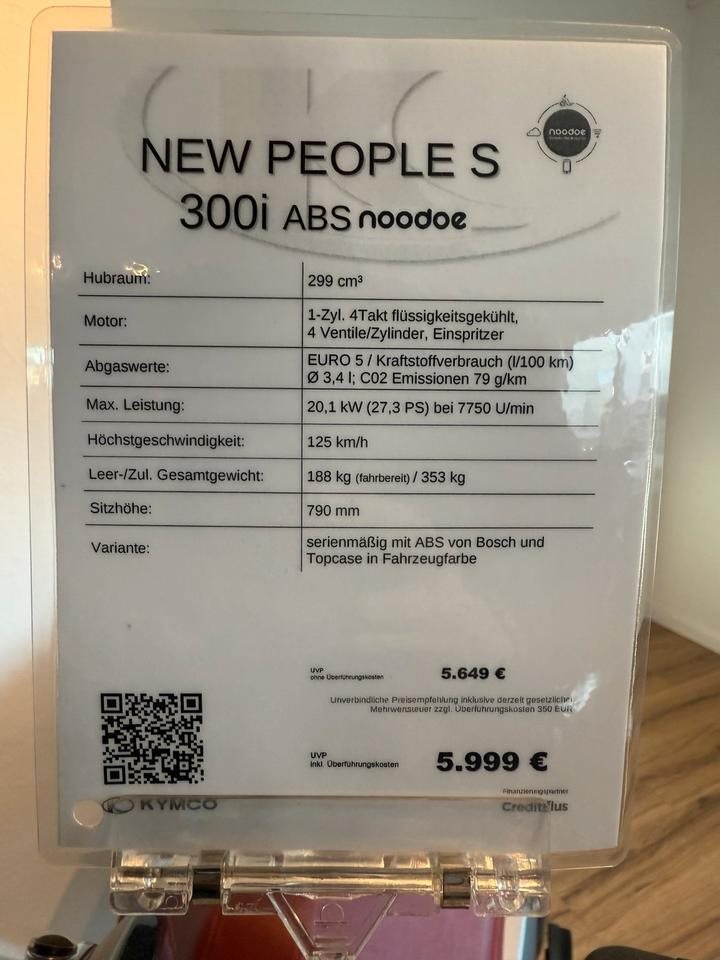 noodoe
NEW PEOPLE S
300i ABS noodoe
Hubraum: 299 cm³
Motor: 1-Zyl. 4Takt flüssigkeitsgekühlt,
4 Ventile/Zylinder, Einspritzer
Abgaswerte: EURO 5 / Kraftstoffverbrauch (l/100 km)
Ø 3,4 l; C02 Emissionen 79 g/km
Max. Leistung: 20,1 kW (27,3 PS) bei 7750 U/min
Höchstgeschwindigkeit: 125 km/h
Leer-/Zul. Gesamtgewicht: 188 kg (fahrbereit) / 353 kg
Sitzhöhe: 790 mm
Variante: serienmäßig mit ABS von Bosch und
Topcase in Fahrzeugfarbe
UVP
ohne Überführungskosten 5.649 €
Unverbindliche Preisempfehlung inklusive derzeit gesetzlicher
Mehrwertsteuer zzgl. Überführungskosten 350 EUR
UVP
inkl. Überführungskosten 5.999 €
Finanzierungspartner
KYMCO